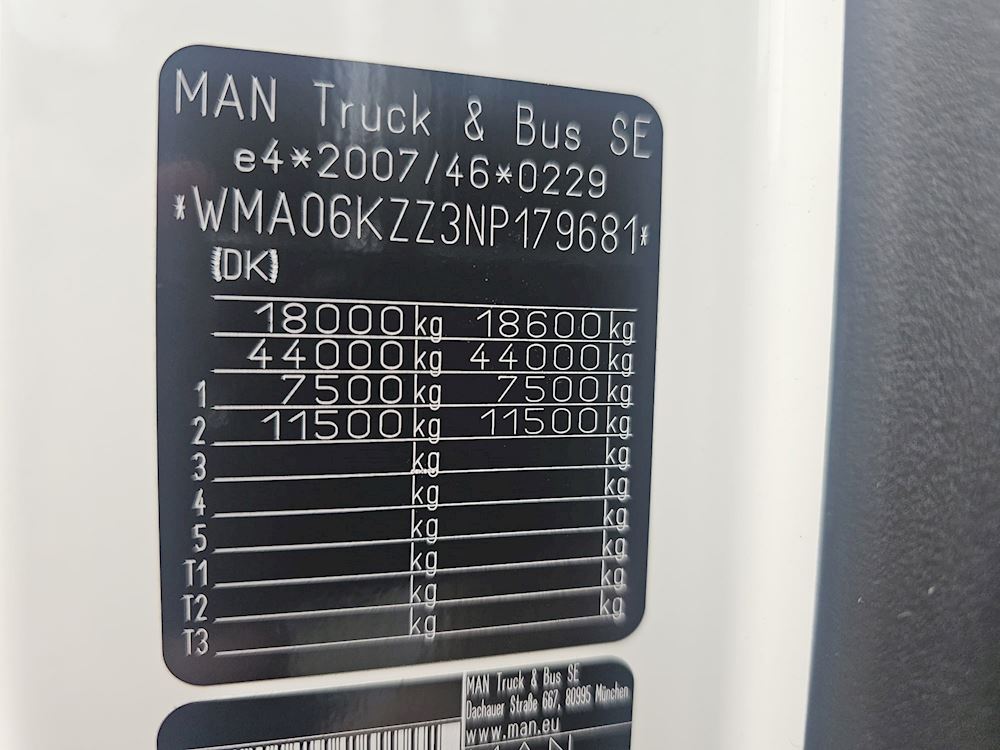 MAN Truck & Bus SE
e4*2007/46*0229
*WMA06KZZ3NP179681*
(DK)
18000 kg 18600 kg
44000 kg 44000 kg
1 7500 kg 7500 kg
2 11500 kg 11500 kg
3 kg kg
4 kg kg
5 kg kg
T1 kg kg
T2 kg kg
T3 kg kg
MAN Truck & Bus SE
Dachauer Straße 667, 80995 München
www.man.eu